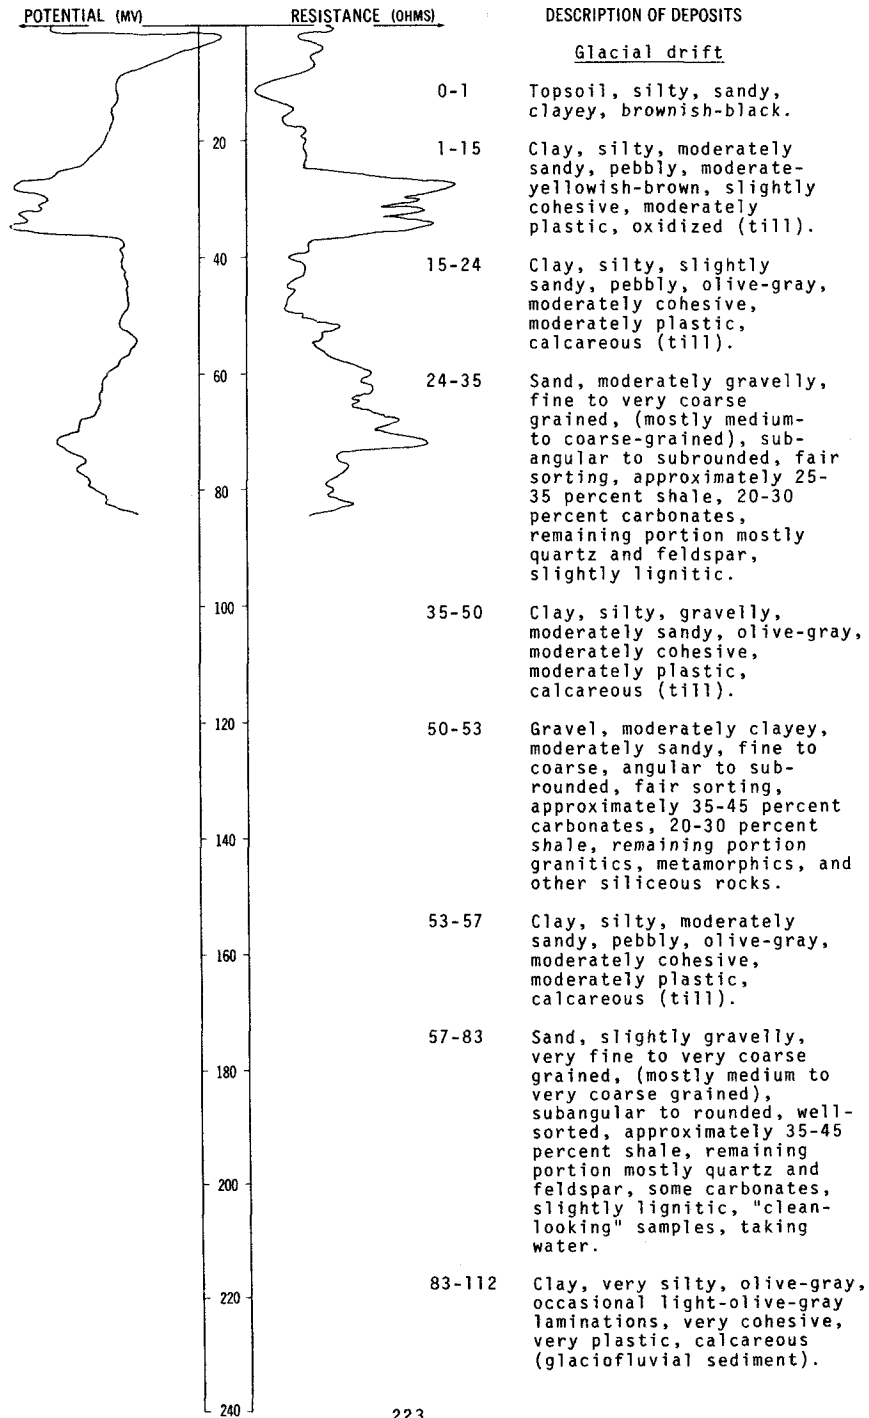 POTENTIAL (MV) RESISTANCE (OHMS) DESCRIPTION OF DEPOSITS
Glacial drift
0-1 Topsoil, silty, sandy,
clayey, brownish-black.
20
1-15 Clay, silty, moderately
sandy, pebbly, moderate-
yellowish-brown, slightly
cohesive, moderately
plastic, oxidized (till).
40
15-24 Clay, silty, slightly
sandy, pebbly, olive-gray,
moderately cohesive,
moderately plastic,
calcareous (till).
60
24-35 Sand, moderately gravelly,
fine to very coarse
grained, (mostly medium-
to coarse-grained), sub-
angular to subrounded, fair
sorting, approximately 25-
35 percent shale, 20-30
percent carbonates,
remaining portion mostly
quartz and feldspar,
slightly lignitic.
80
100
35-50 Clay, silty, gravelly,
moderately sandy, olive-gray,
moderately cohesive,
moderately plastic,
calcareous (till).
120
50-53 Gravel, moderately clayey,
moderately sandy, fine to
coarse, angular to sub-
rounded, fair sorting,
approximately 35-45 percent
carbonates, 20-30 percent
shale, remaining portion
granitics, metamorphics, and
other siliceous rocks.
140
53-57 Clay, silty, moderately
sandy, pebbly, olive-gray,
moderately cohesive,
moderately plastic,
calcareous (till).
160
57-83 Sand, slightly gravelly,
very fine to very coarse
grained, (mostly medium to
very coarse grained),
subangular to rounded, well-
sorted, approximately 35-45
percent shale, remaining
portion mostly quartz and
feldspar, some carbonates,
slightly lignitic, "clean-
looking" samples, taking
water.
180
200
83-112 Clay, very silty, olive-gray,
occasional light-olive-gray
laminations, very cohesive,
very plastic, calcareous
(glaciofluvial sediment).
220
240
223